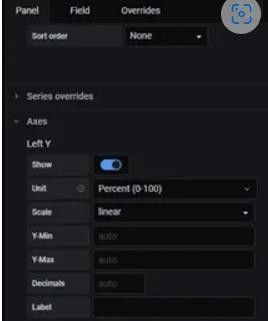 Panel Field Overrides
Sort order None
Series overrides
Axes
Left Y
Show
Unit Percent (0-100)
Scale linear
Y-Min auto
Y-Max auto
Decimals auto
Label